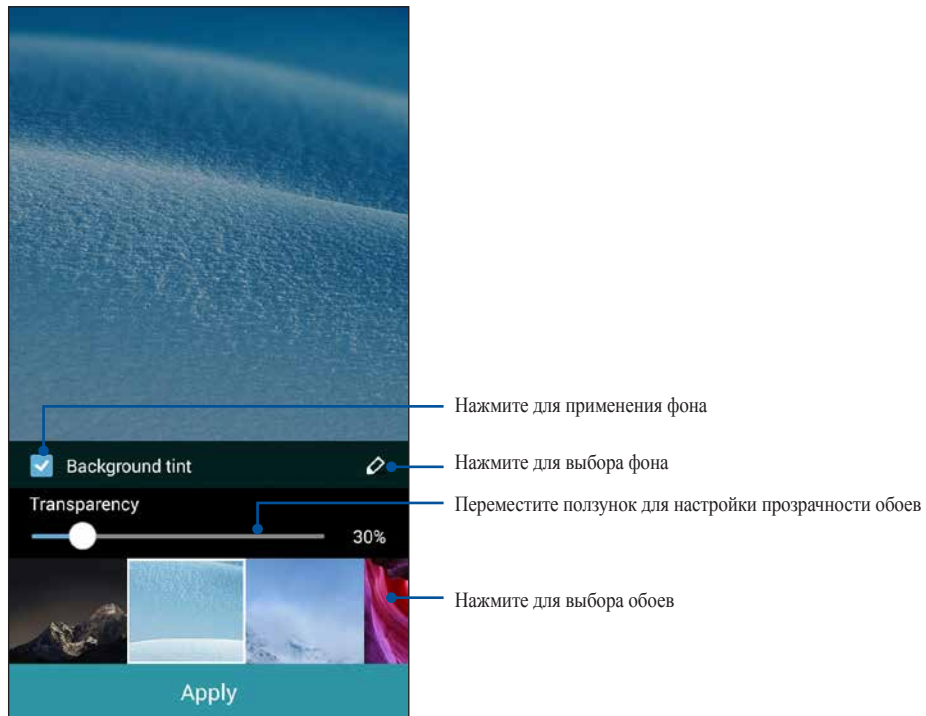 Нажмите для применения фона
Background tint
Нажмите для выбора фона
Transparency
Переместите ползунок для настройки прозрачности обоев
30%
Нажмите для выбора обоев
Apply